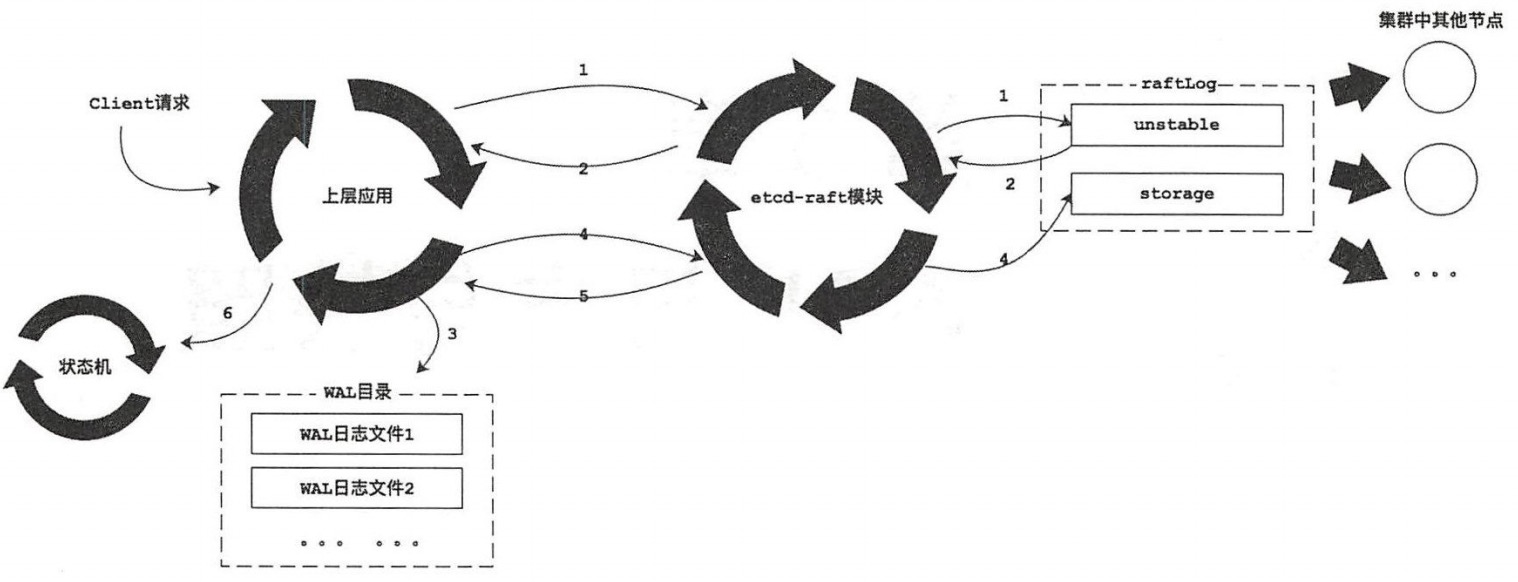 集群中其他节点
Client请求
1
1
raftLog
unstable
2
2
上层应用
etcd-raft模块
storage
4
4
5
6
3
状态机
WAL目录
WAL日志文件1
WAL日志文件2
。。。 。。。
。。。